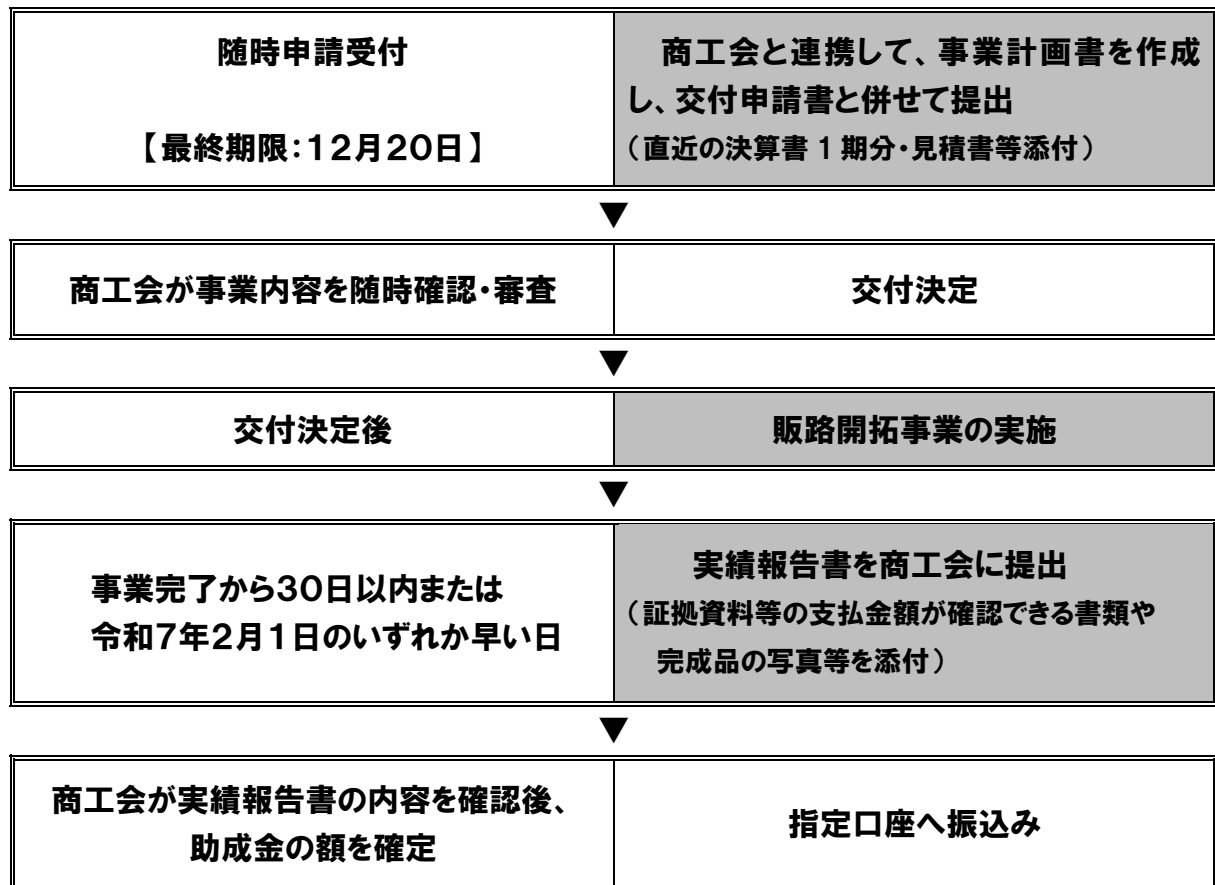 随時申請受付
【最終期限：12月20日】
商工会と連携して、事業計画書を作成
し、交付申請書と併せて提出
（直近の決算書1期分・見積書等添付）
▼
商工会が事業内容を随時確認・審査
交付決定
▼
交付決定後
販路開拓事業の実施
▼
事業完了から30日以内または
令和7年2月1日のいずれか早い日
実績報告書を商工会に提出
（証拠資料等の支払金額が確認できる書類や
完成品の写真等を添付）
▼
商工会が実績報告書の内容を確認後、
助成金の額を確定
指定口座へ振込み